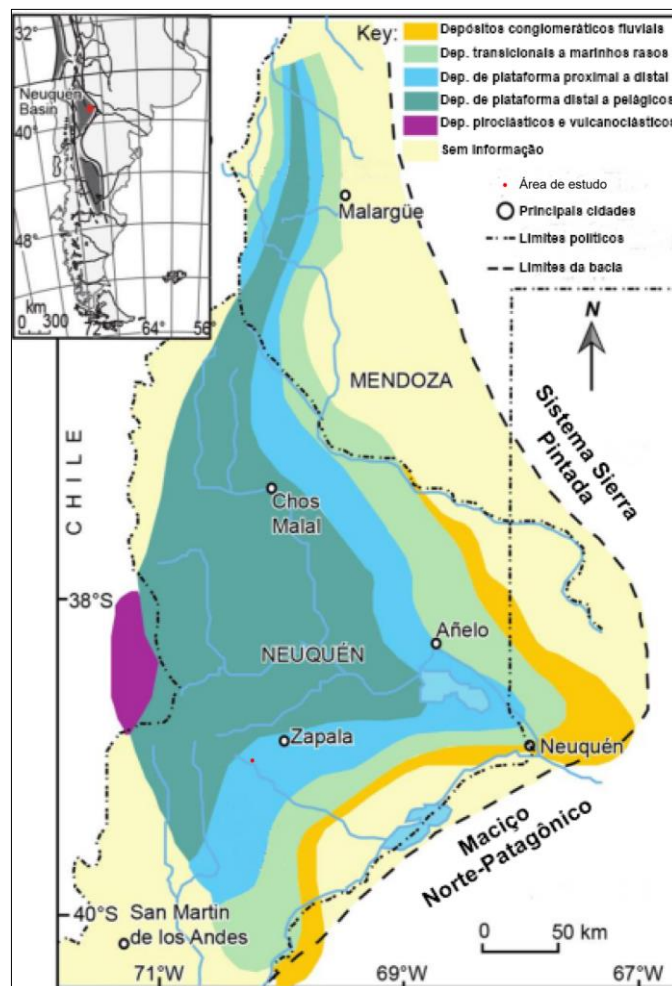 32°
Neuquén
Basin
40°
48°
km
0 300 72° 64° 56°
Key:
Depósitos conglomeráticos fluviais
Dep. transicionais a marinhos rasos
Dep. de plataforma proximal a distal
Dep. de plataforma distal a pelágicos
Dep. piroclásticos e vulcanoclásticos
Sem informação
Área de estudo
Principais cidades
Limites políticos
Limites da bacia
N
Malargüe
MENDOZA
Sistema Sierra
Pintada
CHILE
Chos
Malal
38°S
Añelo
NEUQUÉN
Zapala
Neuquén
Maciço
Norte-Patagônico
40°S
San Martin
de los Andes
0 50 km
71°W 69°W 67°W